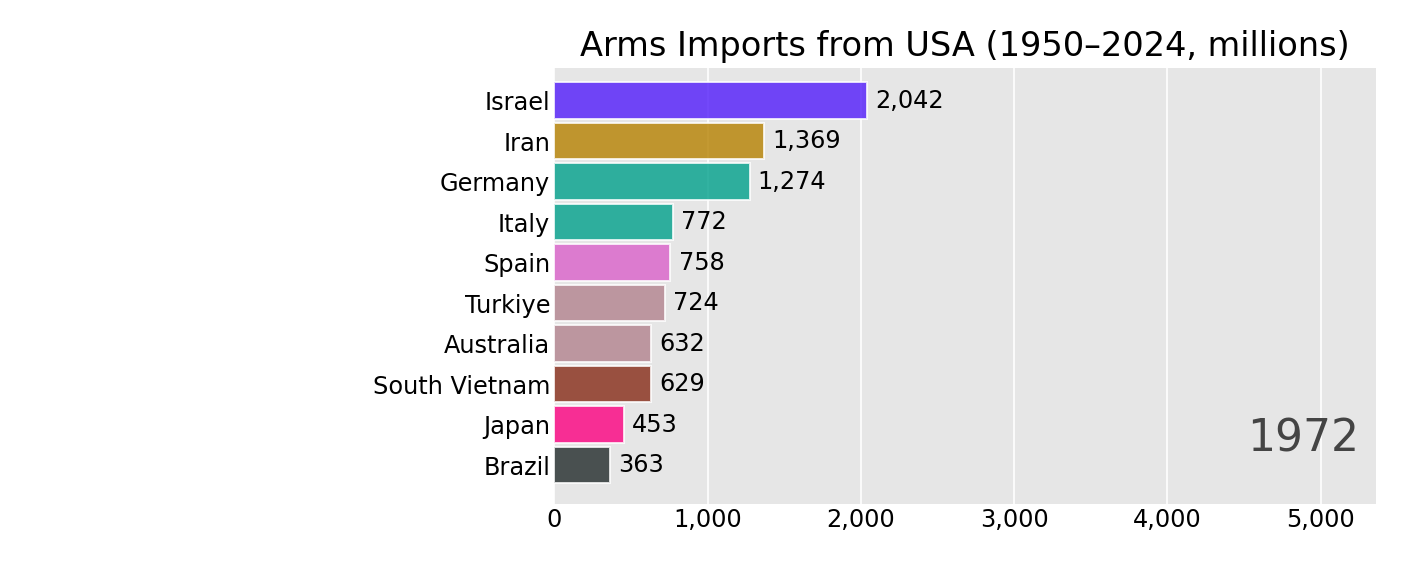 Arms Imports from USA (1950–2024, millions)
Israel 2,042
Iran 1,369
Germany 1,274
Italy 772
Spain 758
Turkiye 724
Australia 632
South Vietnam 629
Japan 453
Brazil 363
1972
0 1,000 2,000 3,000 4,000 5,000